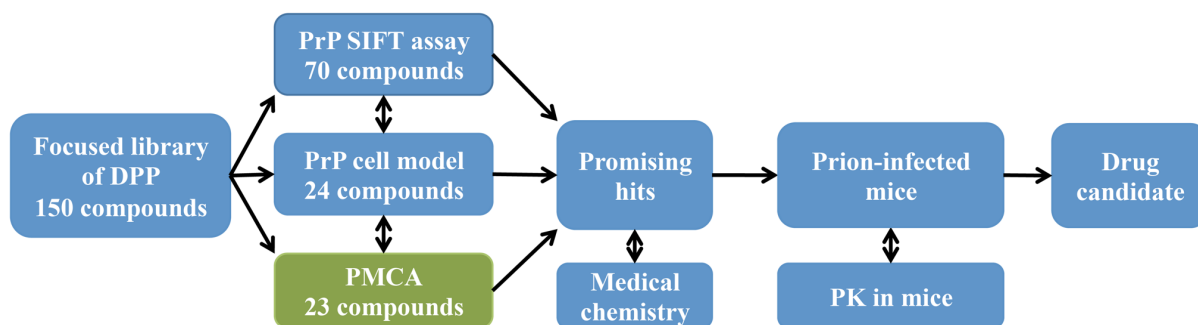 PrP SIFT assay
70 compounds
Focused library
of DPP
150 compounds
PrP cell model
24 compounds
PMCA
23 compounds
Promising
hits
Medical
chemistry
Prion-infected
mice
PK in mice
Drug
candidate